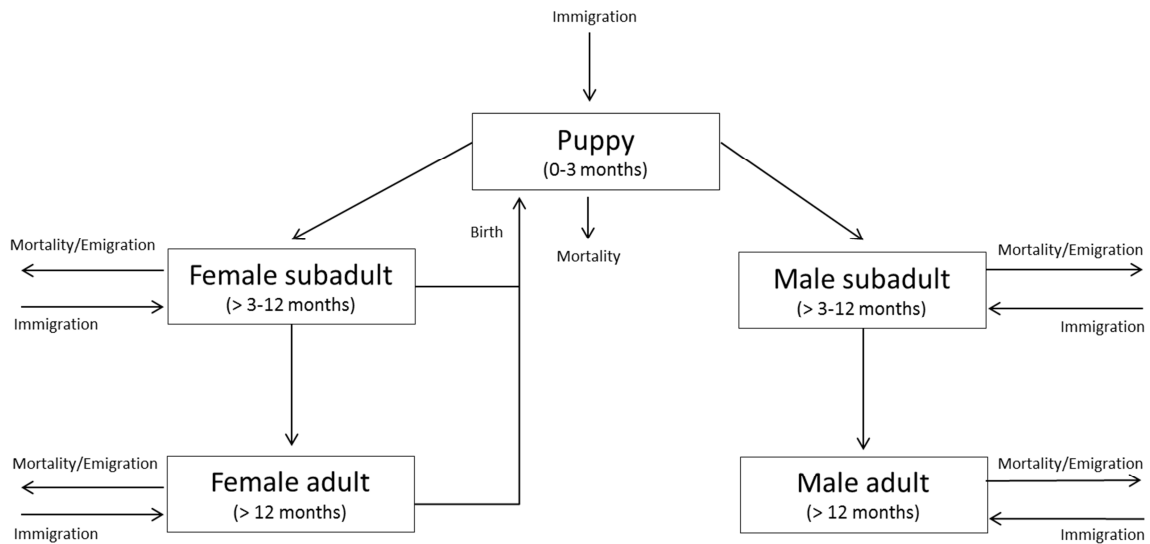 Immigration
Puppy
(0-3 months)
Birth
Mortality
Mortality/Emigration
Female subadult
(> 3-12 months)
Immigration
Mortality/Emigration
Male subadult
(> 3-12 months)
Immigration
Mortality/Emigration
Female adult
(> 12 months)
Immigration
Mortality/Emigration
Male adult
(> 12 months)
Immigration